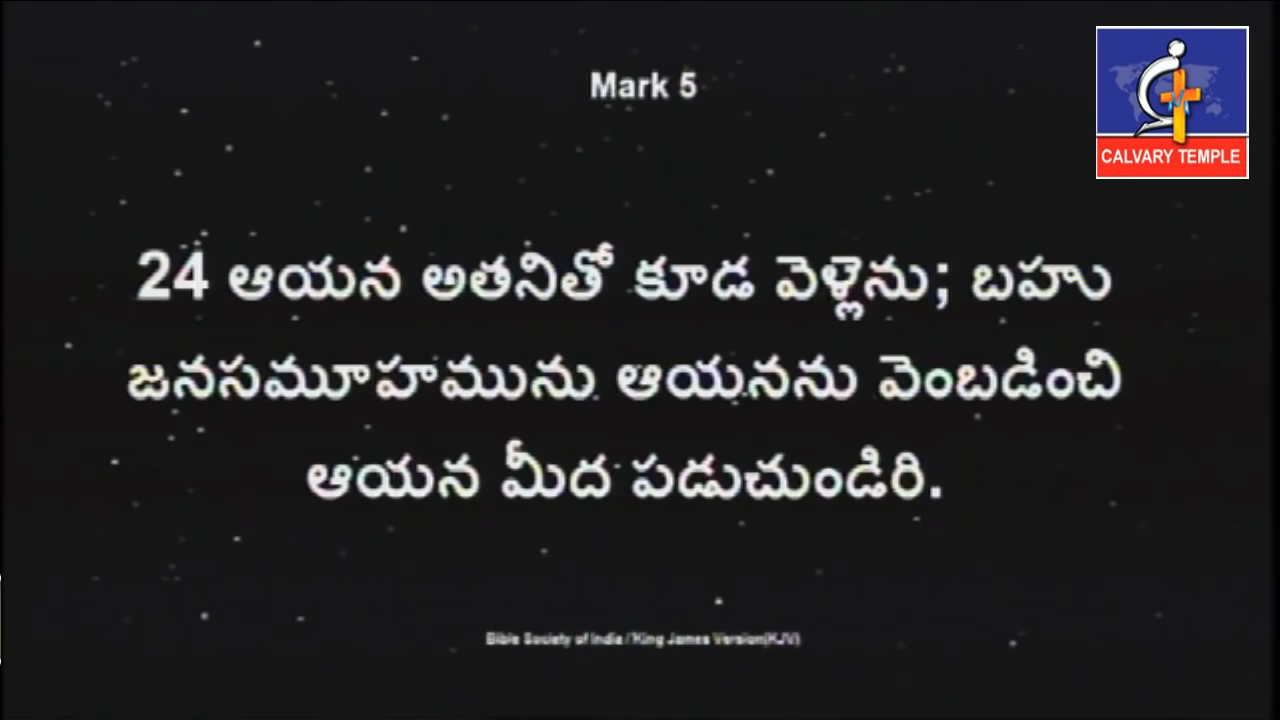 Mark 5
CALVARY TEMPLE
24 ఆయన అతనితో కూడ వెళ్లెను; బహు
జనసమూహమును ఆయనను వెంబడించి
ఆయన మీద పడుచుండిరి.
Bible Society of India / King James Version(KJV)